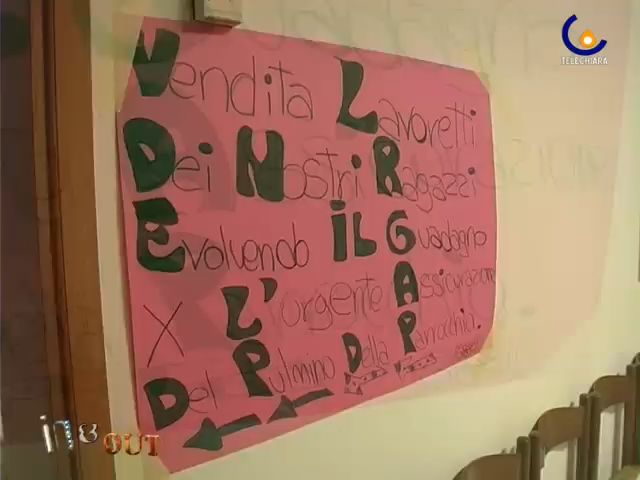 TELECHIARA
Vendita Lavoretti
Dei Nostri Ragazzi
Evolvendo IL Guadagno
X L'urgente Assicurazione
Del Pulmino Della Parrocchia.
in & OUT